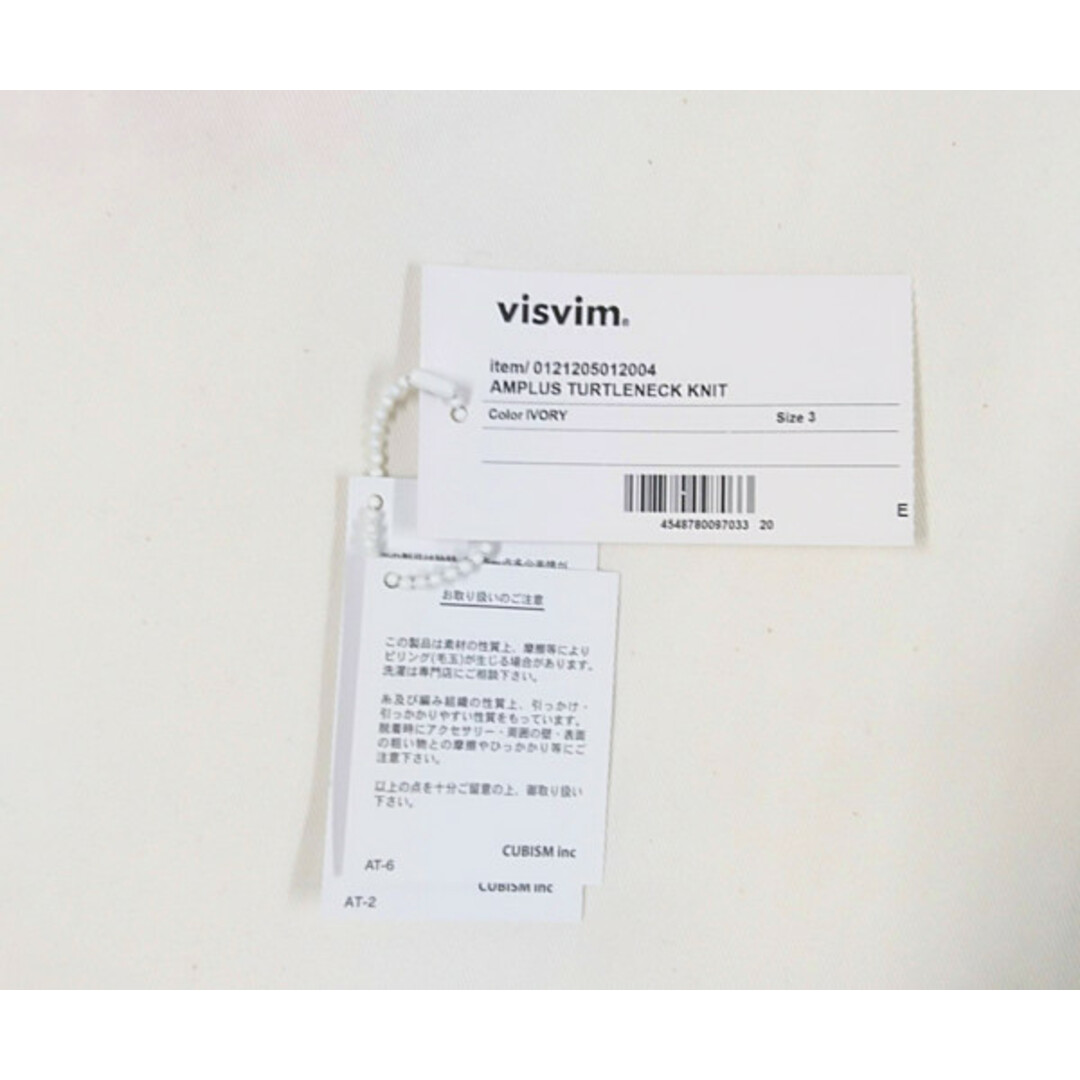 visvim®
item/ 0121205012004
AMPLUS TURTLENECK KNIT
Color IVORY Size 3
4548780097033 20
E
お取り扱いのご注意
この製品は素材の性質上、摩擦等により
ピリング(毛玉)が生じる場合があります。
洗濯は専門店にご相談下さい。
糸及び編み組織の性質上、引っかけ・
引っかかりやすい性質をもっています。
脱着時にアクセサリー・周囲の壁・表面
の粗い物との摩擦やひっかかり等にご
注意下さい。
以上の点を十分ご留意の上、御取り扱い
下さい。
CUBISM inc
AT-6
CUBISM inc
AT-2